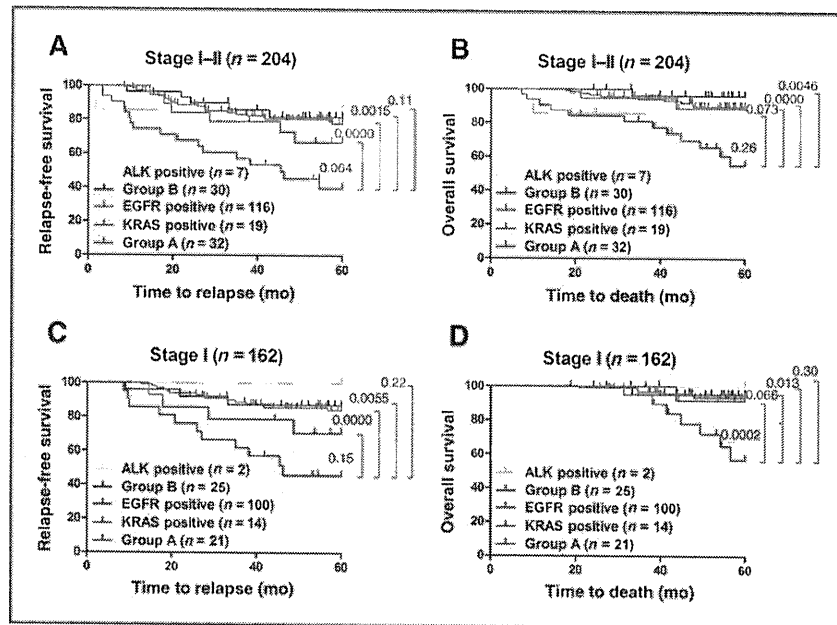 A
Stage I–II (n = 204)
Relapse-free survival
100
80
60
40
20
0
0.11
0.0015
0.0000
0.064
ALK positive (n = 7)
Group B (n = 30)
EGFR positive (n = 116)
KRAS positive (n = 19)
Group A (n = 32)
0
20
40
60
Time to relapse (mo)
B
Stage I–II (n = 204)
Overall survival
100
80
60
40
20
0
0.0046
0.0000
0.073
0.26
ALK positive (n = 7)
Group B (n = 30)
EGFR positive (n = 116)
KRAS positive (n = 19)
Group A (n = 32)
0
20
40
60
Time to death (mo)
C
Stage I (n = 162)
Relapse-free survival
100
80
60
40
20
0
0.22
0.0055
0.0000
0.15
ALK positive (n = 2)
Group B (n = 25)
EGFR positive (n = 100)
KRAS positive (n = 14)
Group A (n = 21)
0
20
40
60
Time to relapse (mo)
D
Stage I (n = 162)
Overall survival
100
80
60
40
20
0
0.30
0.013
0.066
0.0002
ALK positive (n = 2)
Group B (n = 25)
EGFR positive (n = 100)
KRAS positive (n = 14)
Group A (n = 21)
0
20
40
60
Time to death (mo)